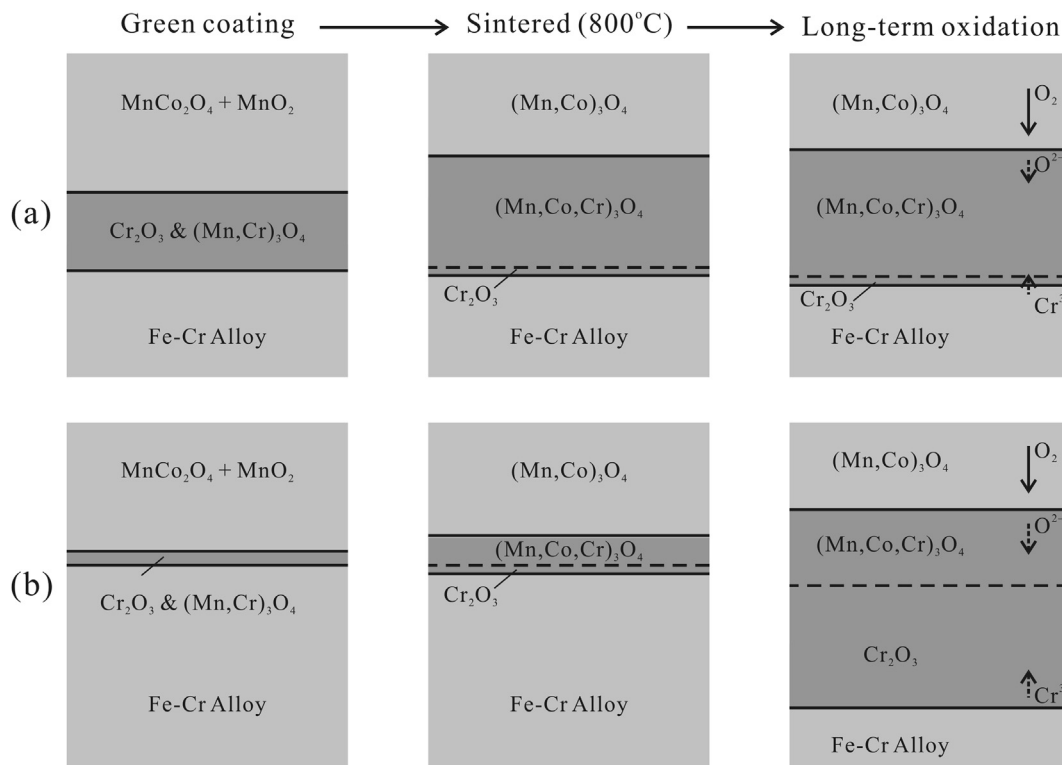 Green coating → Sintered (800°C) → Long-term oxidation
(a)
MnCo₂O₄ + MnO₂
Cr₂O₃ & (Mn,Cr)₃O₄
Fe-Cr Alloy
(Mn,Co)₃O₄
(Mn,Co,Cr)₃O₄
Cr₂O₃
Fe-Cr Alloy
(Mn,Co)₃O₄
O₂
O²⁻
(Mn,Co,Cr)₃O₄
Cr₂O₃
Fe-Cr Alloy
(b)
MnCo₂O₄ + MnO₂
Cr₂O₃ & (Mn,Cr)₃O₄
Fe-Cr Alloy
(Mn,Co)₃O₄
(Mn,Co,Cr)₃O₄
Cr₂O₃
Fe-Cr Alloy
(Mn,Co)₃O₄
O₂
O²⁻
(Mn,Co,Cr)₃O₄
Cr₂O₃
Fe-Cr Alloy